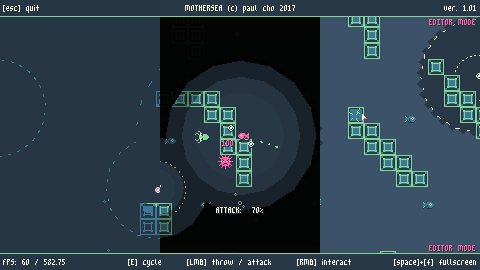 [esc] quit
MOTHERSEA (c) paul cho 2017
ver. 1.01
EDITOR MODE
ATTACK: 70%
EDITOR MODE
fps: 60 / 582.75
[E] cycle
[LMB] throw / attack
[RMB] interact
[space]+[f] fullscreen